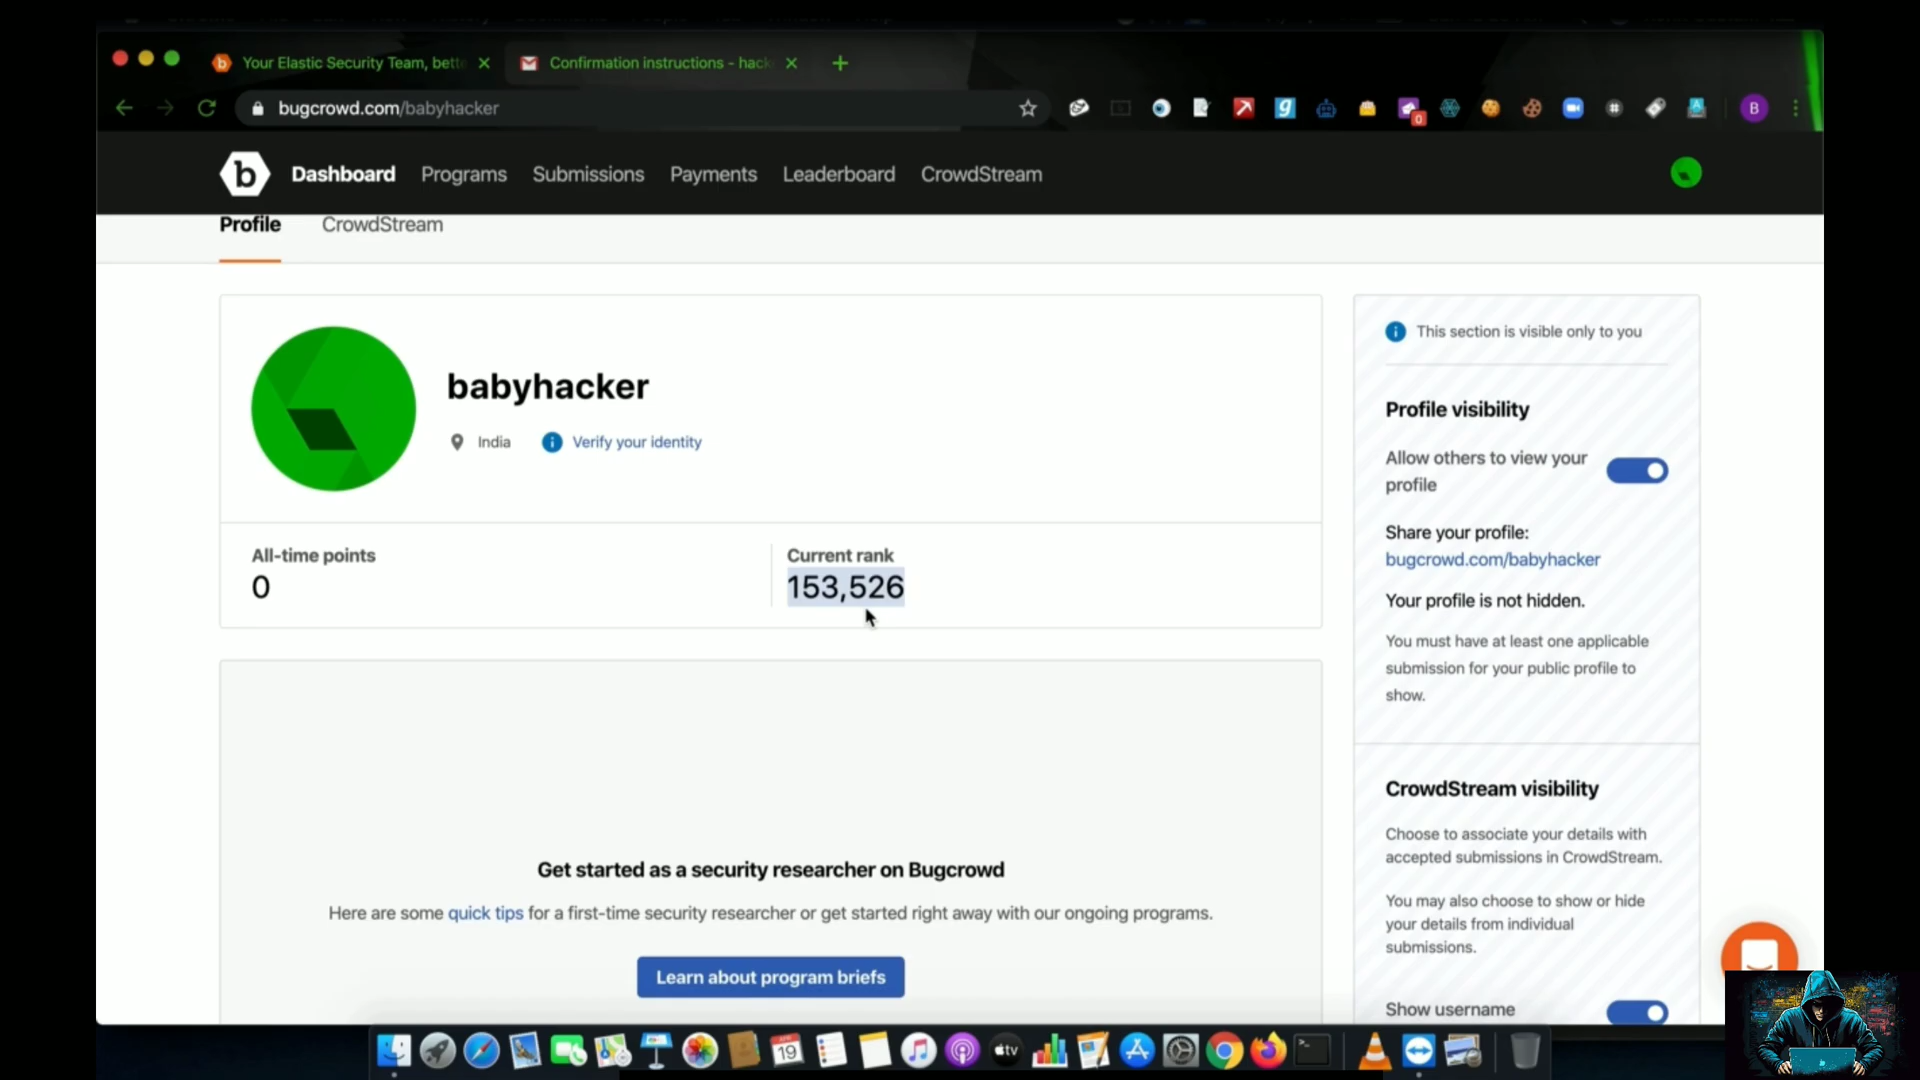 Your Elastic Security Team, bett
Confirmation instructions - hack
bugcrowd.com/babyhacker
0
B
b
Dashboard
Programs
Submissions
Payments
Leaderboard
CrowdStream
Profile
CrowdStream
babyhacker
India
Verify your identity
All-time points
0
Current rank
153,526
Get started as a security researcher on Bugcrowd
Here are some quick tips for a first-time security researcher or get started right away with our ongoing programs.
Learn about program briefs
This section is visible only to you
Profile visibility
Allow others to view your
profile
Share your profile:
bugcrowd.com/babyhacker
Your profile is not hidden.
You must have at least one applicable
submission for your public profile to
show.
CrowdStream visibility
Choose to associate your details with
accepted submissions in CrowdStream.
You may also choose to show or hide
your details from individual
submissions.
Show username
19
tv